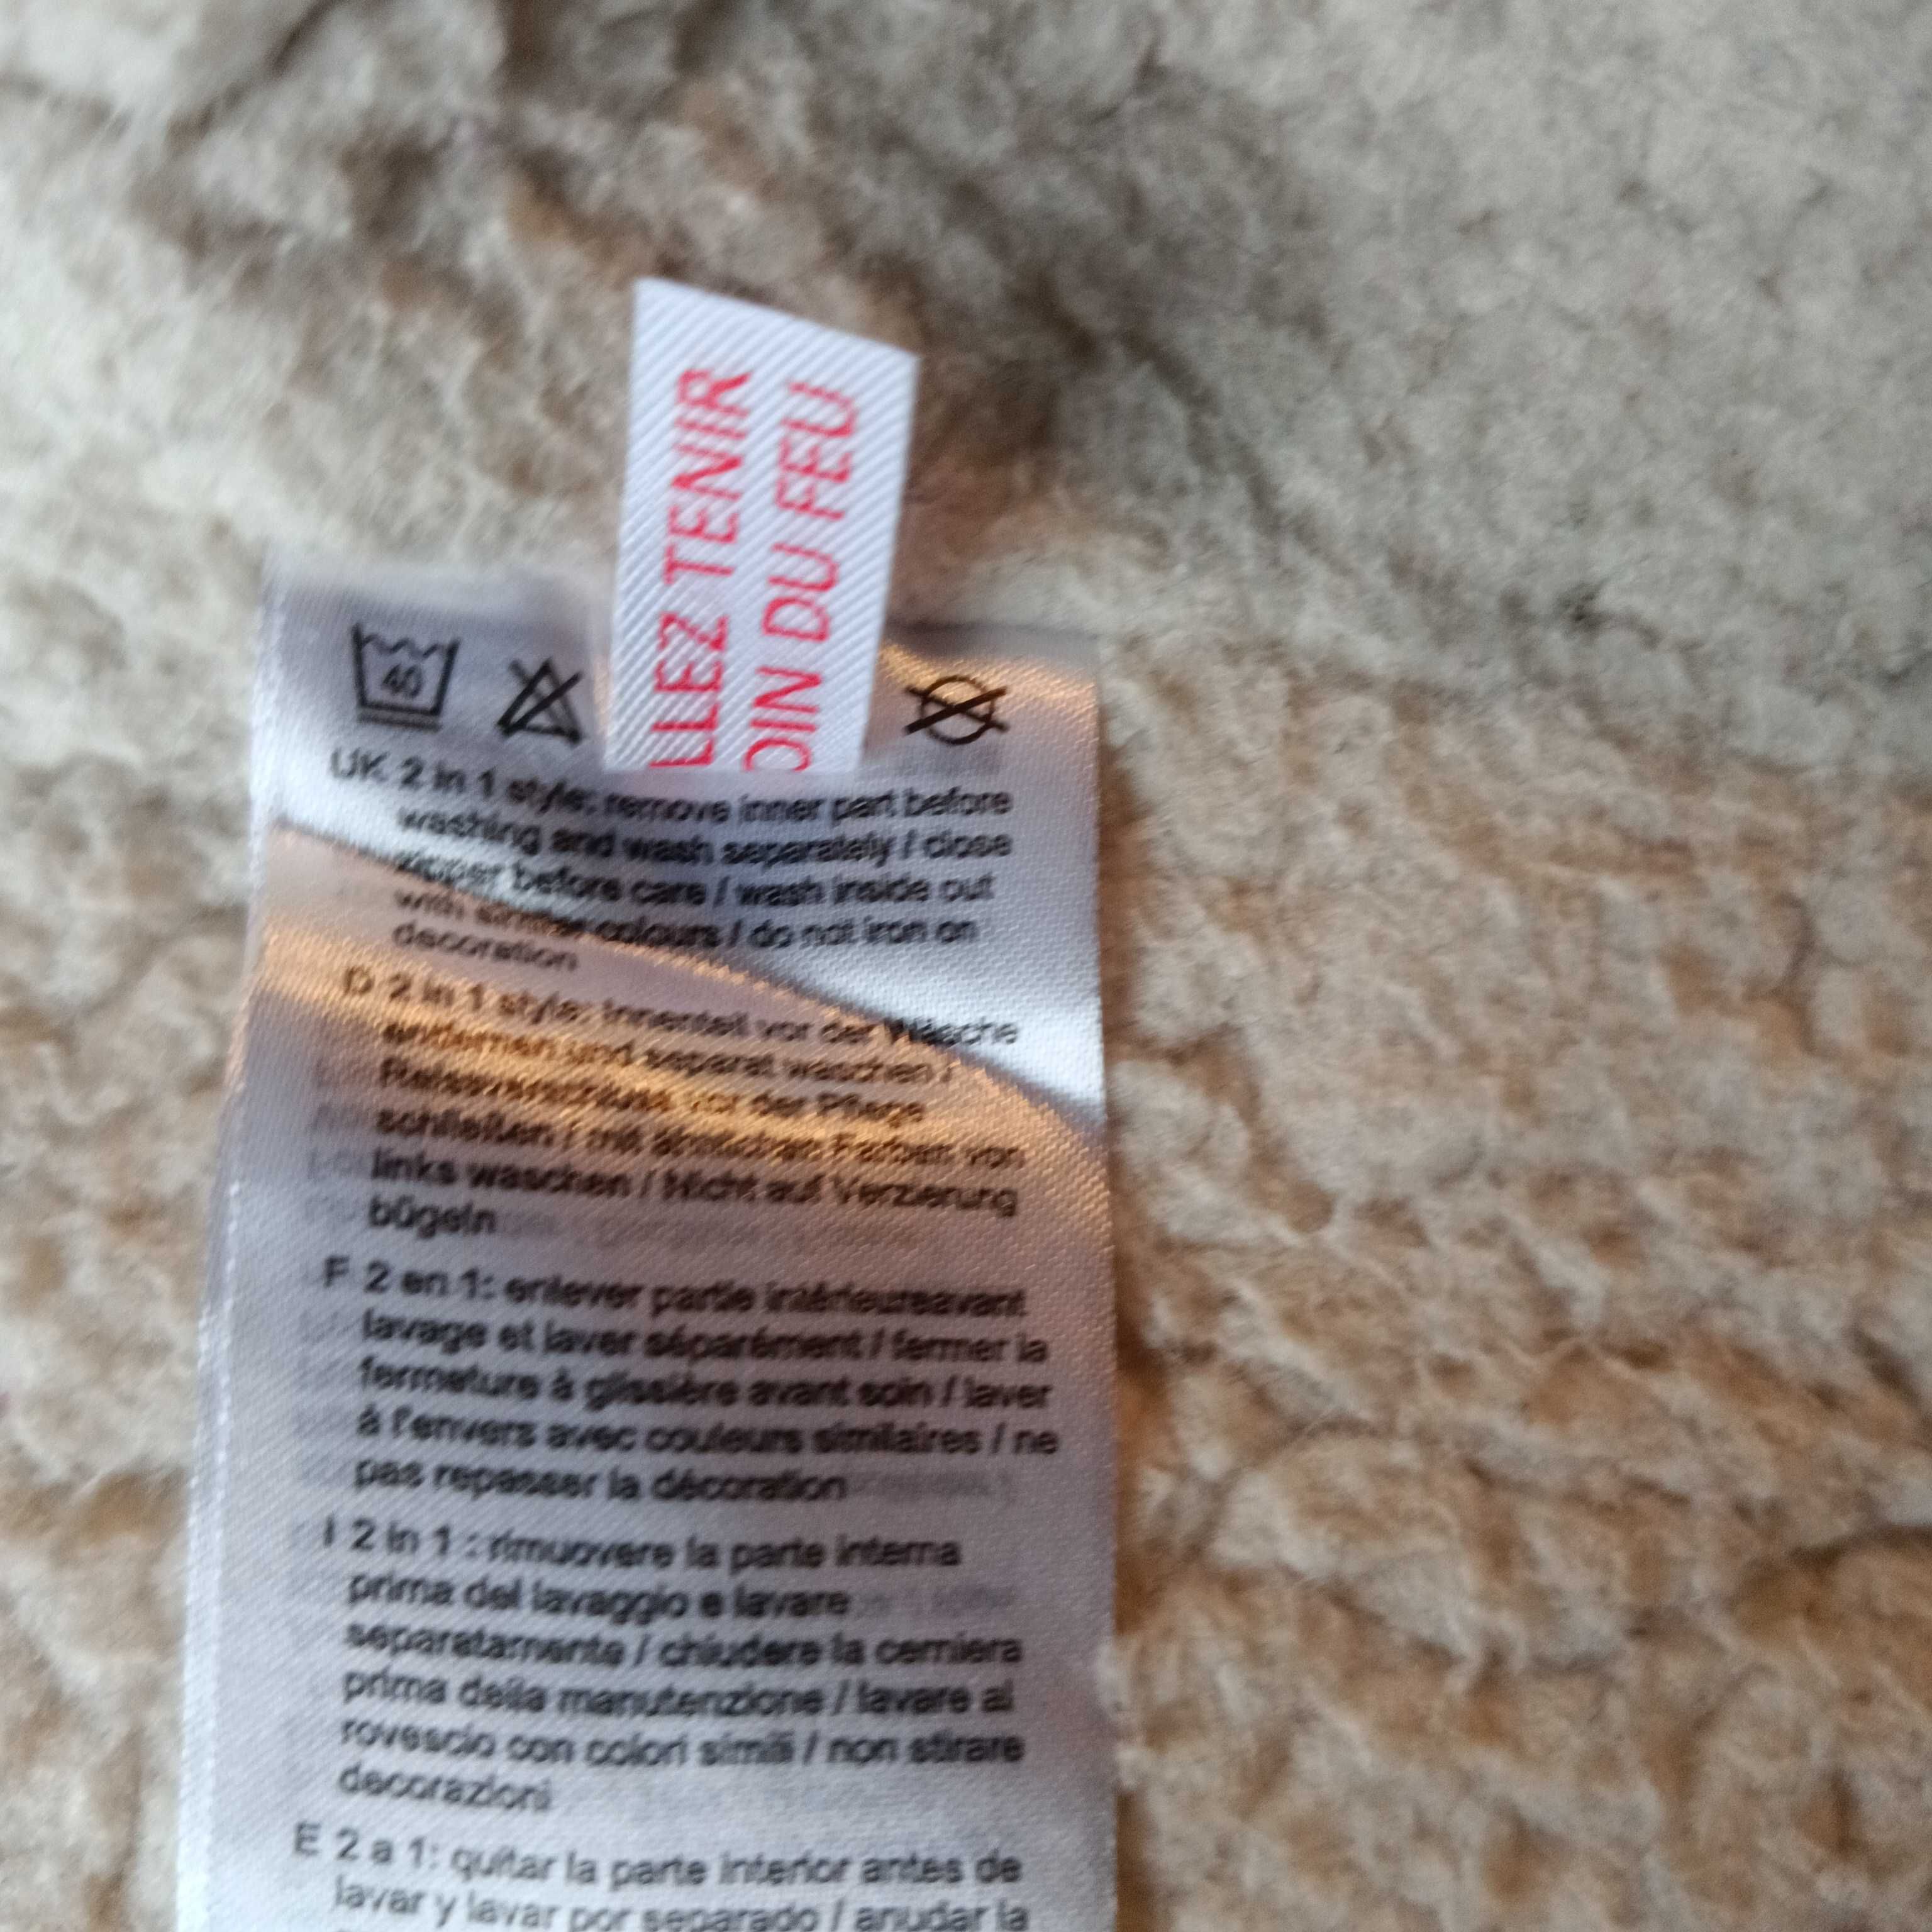 LLEZ TENIR
OIN DU FEU
40
UK 2 in 1 style: remove inner part before
washing and wash separately / close
zipper before care / wash inside out
with similar colours / do not iron on
decoration
D 2 in 1 style: Innenteil vor der Wäsche
entfernen und separat waschen /
Reissverschluss vor der Pflege
schließen / mit ähnlichen Farben von
links waschen / Nicht auf Verzierung
bügeln
F 2 en 1: enlever partie intérieureavant
lavage et laver séparément / fermer la
fermeture à glissière avant soin / laver
à l'envers avec couleurs similaires / ne
pas repasser la décoration
I 2 in 1 : rimuovere la parte interna
prima del lavaggio e lavare
separatamente / chiudere la cerniera
prima della manutenzione / lavare al
rovescio con colori simili / non stirare
decorazioni
E 2 a 1: quitar la parte interior antes de
lavar y lavar por separado / anudar la